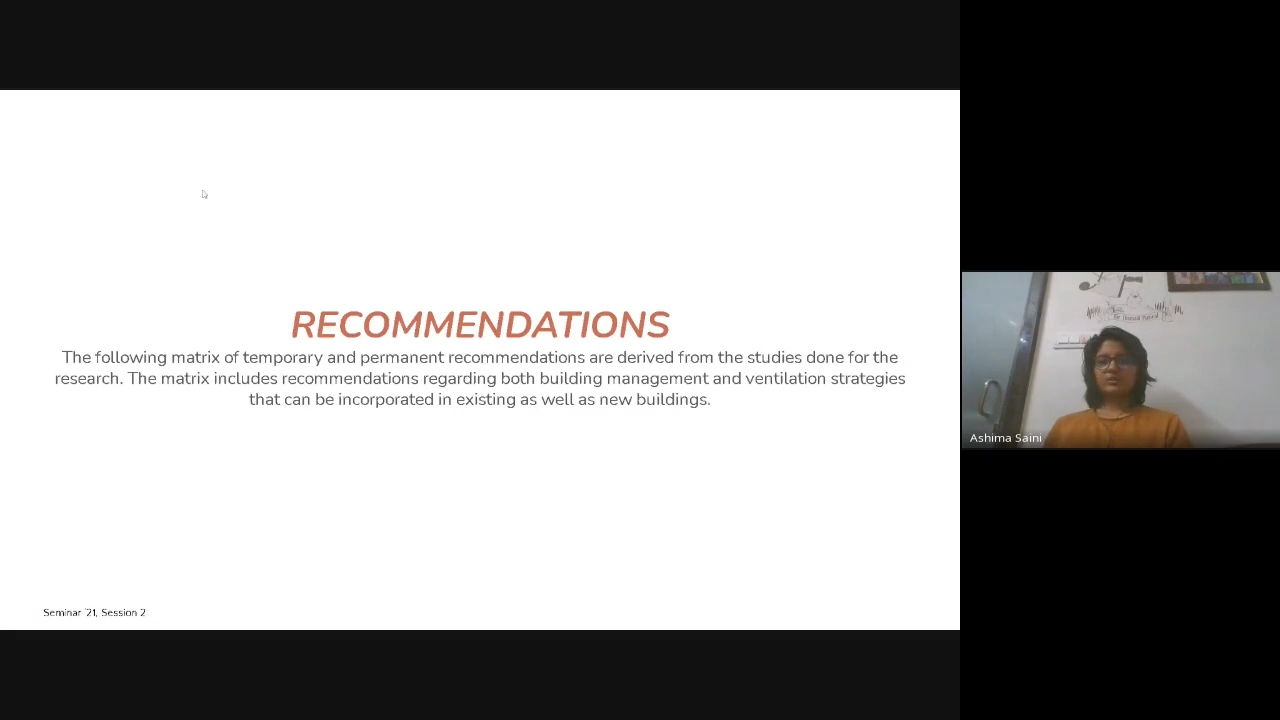 RECOMMENDATIONS
The following matrix of temporary and permanent recommendations are derived from the studies done for the
research. The matrix includes recommendations regarding both building management and ventilation strategies
that can be incorporated in existing as well as new buildings.
Seminar '21, Session 2
Ashima Saini